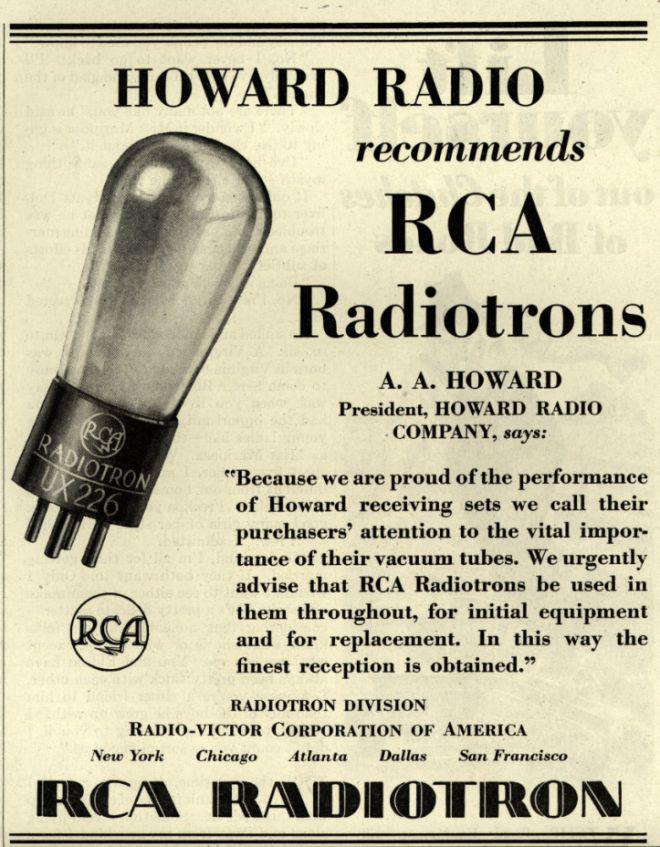 HOWARD RADIO
recommends
RCA
Radiotrons
A. A. HOWARD
President, HOWARD RADIO
COMPANY, says:
RCA
RADIOTRON
UX 226
"Because we are proud of the performance
of Howard receiving sets we call their
purchasers' attention to the vital impor-
tance of their vacuum tubes. We urgently
advise that RCA Radiotrons be used in
them throughout, for initial equipment
and for replacement. In this way the
finest reception is obtained."
RCA
RADIOTRON DIVISION
RADIO-VICTOR CORPORATION OF AMERICA
New York Chicago Atlanta Dallas San Francisco
RCA RADIOTRON